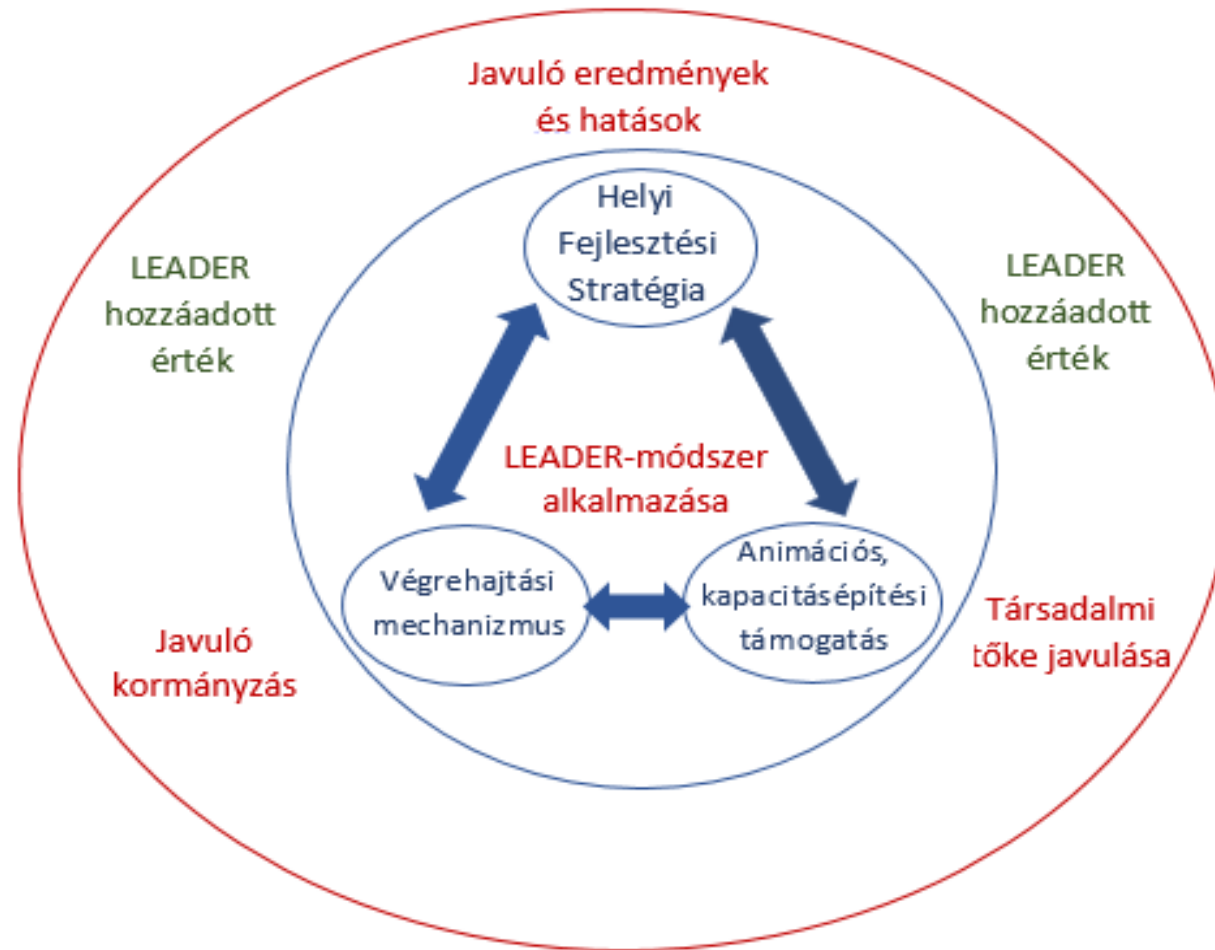 Javuló eredmények
és hatások
Helyi
Fejlesztési
Stratégia
LEADER
hozzáadott
érték
LEADER
hozzáadott
érték
LEADER-módszer
alkalmazása
Végrehajtási
mechanizmus
Animációs,
kapacitásépítési
támogatás
Javuló
kormányzás
Társadalmi
tőke javulása